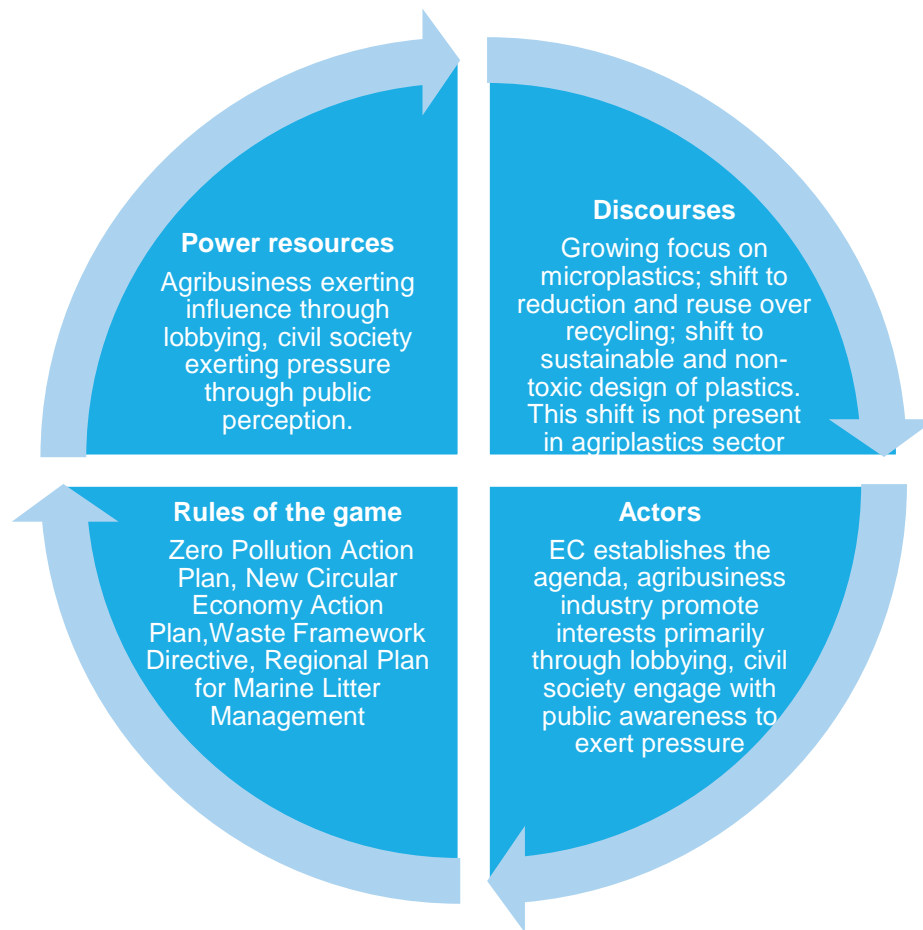 Power resources
Agribusiness exerting
influence through
lobbying, civil society
exerting pressure
through public
perception.
Discourses
Growing focus on
microplastics; shift to
reduction and reuse over
recycling; shift to
sustainable and non-
toxic design of plastics.
This shift is not present
in agriplastics sector
Rules of the game
Zero Pollution Action
Plan, New Circular
Economy Action
Plan,Waste Framework
Directive, Regional Plan
for Marine Litter
Management
Actors
EC establishes the
agenda, agribusiness
industry promote
interests primarily
through lobbying, civil
society engage with
public awareness to
exert pressure